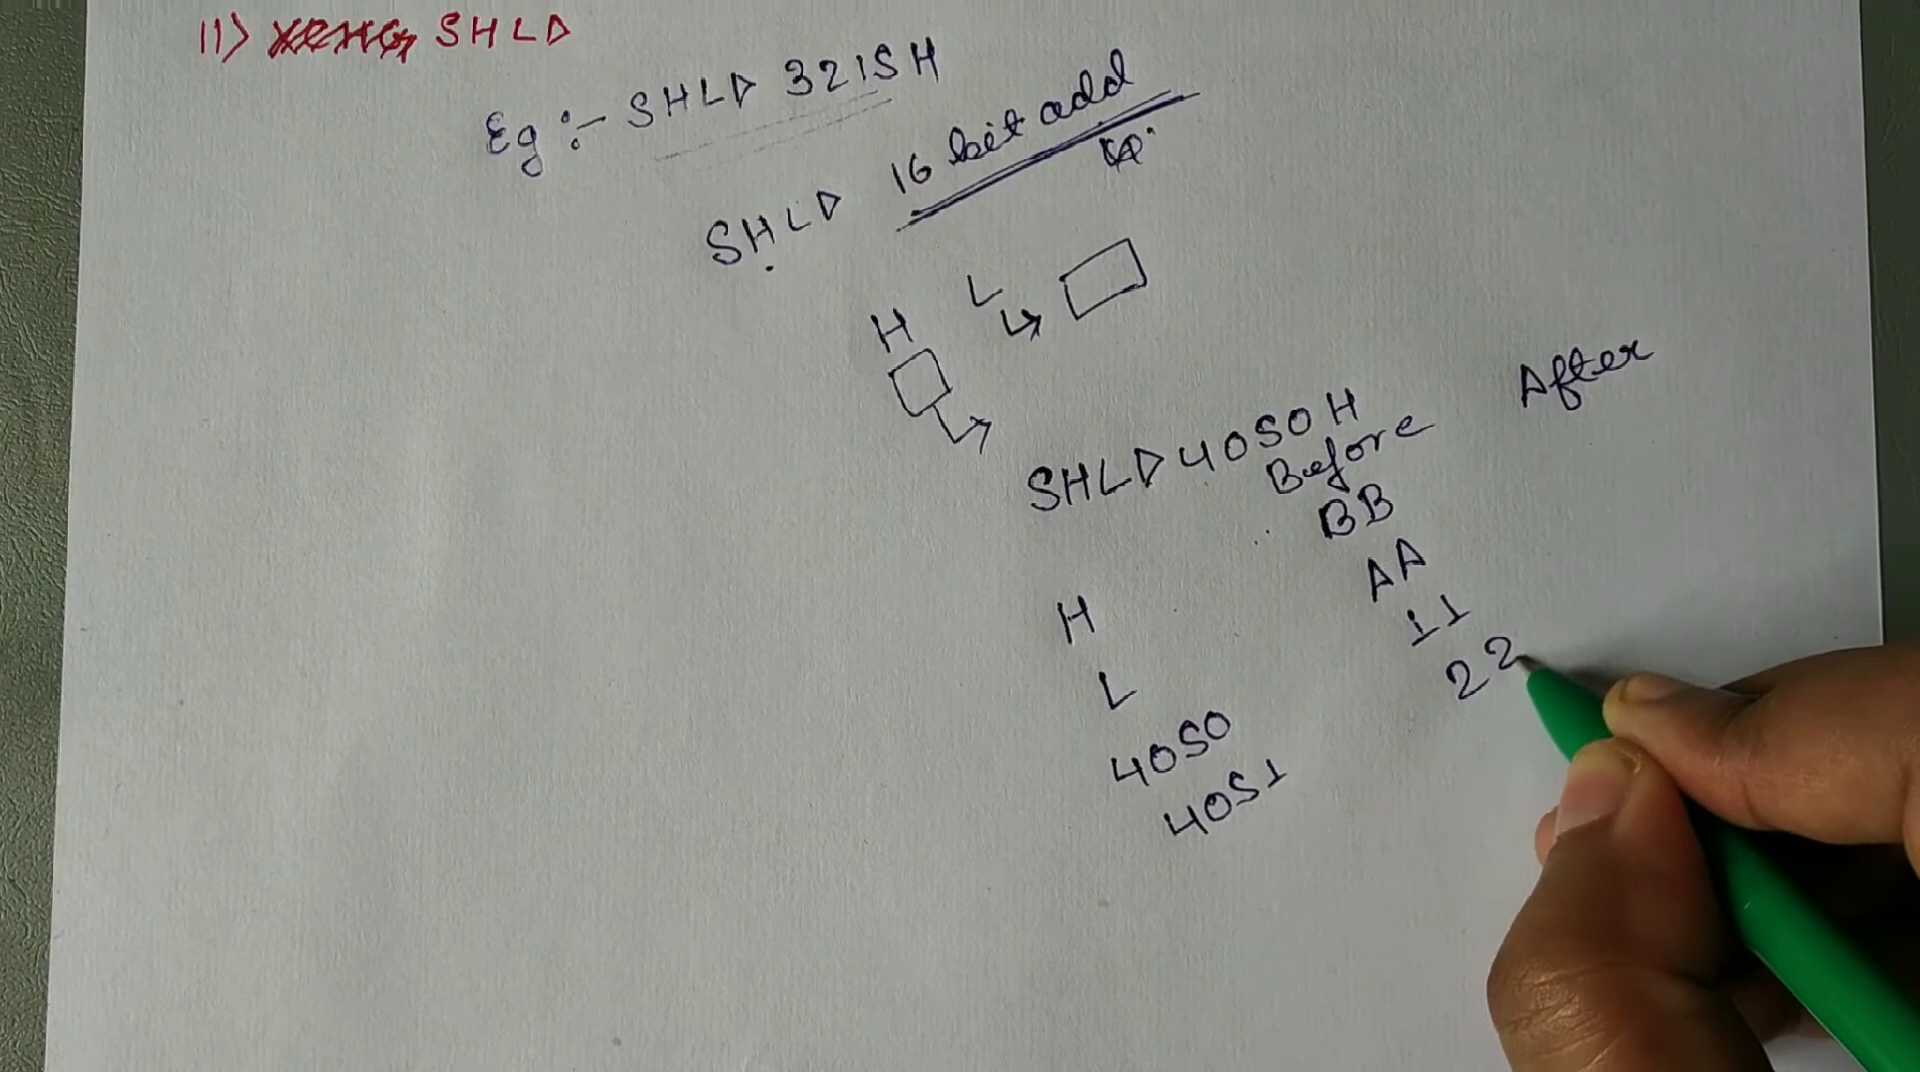 11) SHLD
Eg :- SHLD 3215H
SHLD 16 bit add
H L
SHLD 4050H
Before After
H BB
L AA
4050 11
4051 22